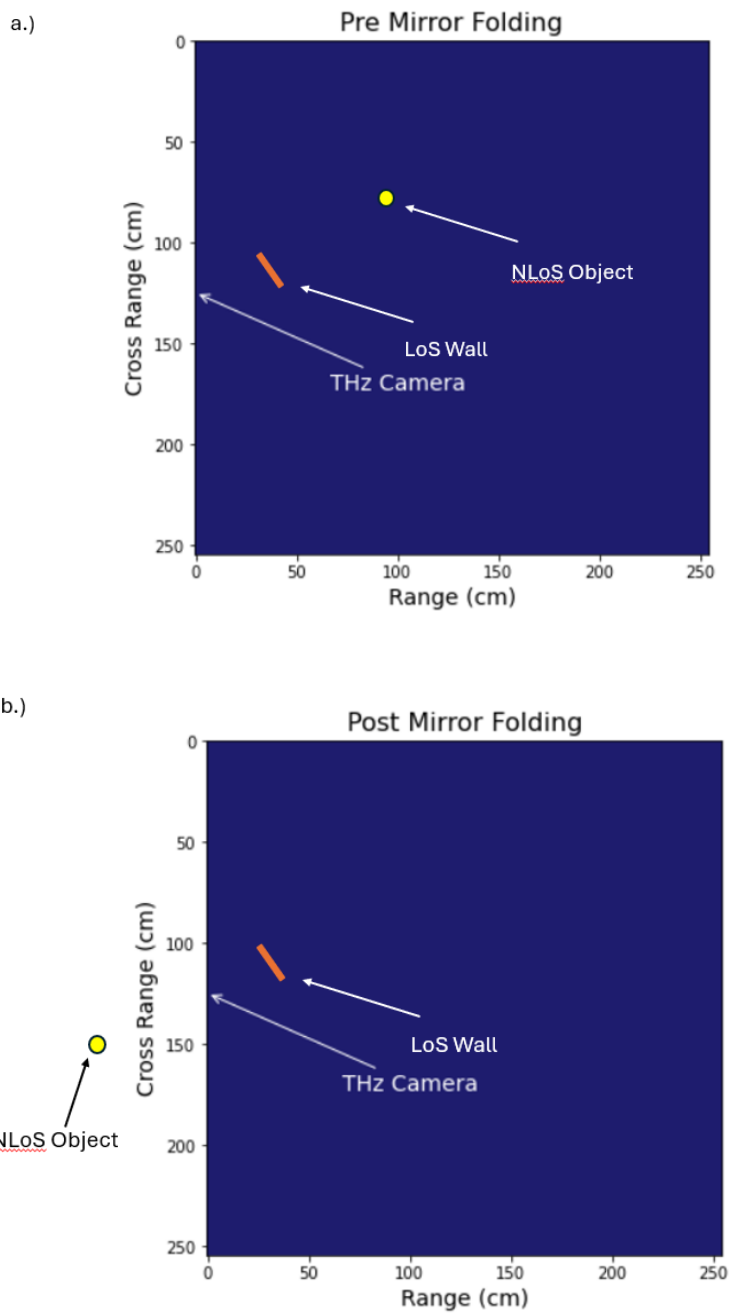 a.)
Pre Mirror Folding
0
50
100
150
200
250
Cross Range (cm)
NLoS Object
LoS Wall
THz Camera
0 50 100 150 200 250
Range (cm)
b.)
Post Mirror Folding
0
50
100
150
200
250
Cross Range (cm)
LoS Wall
THz Camera
NLoS Object
0 50 100 150 200 250
Range (cm)